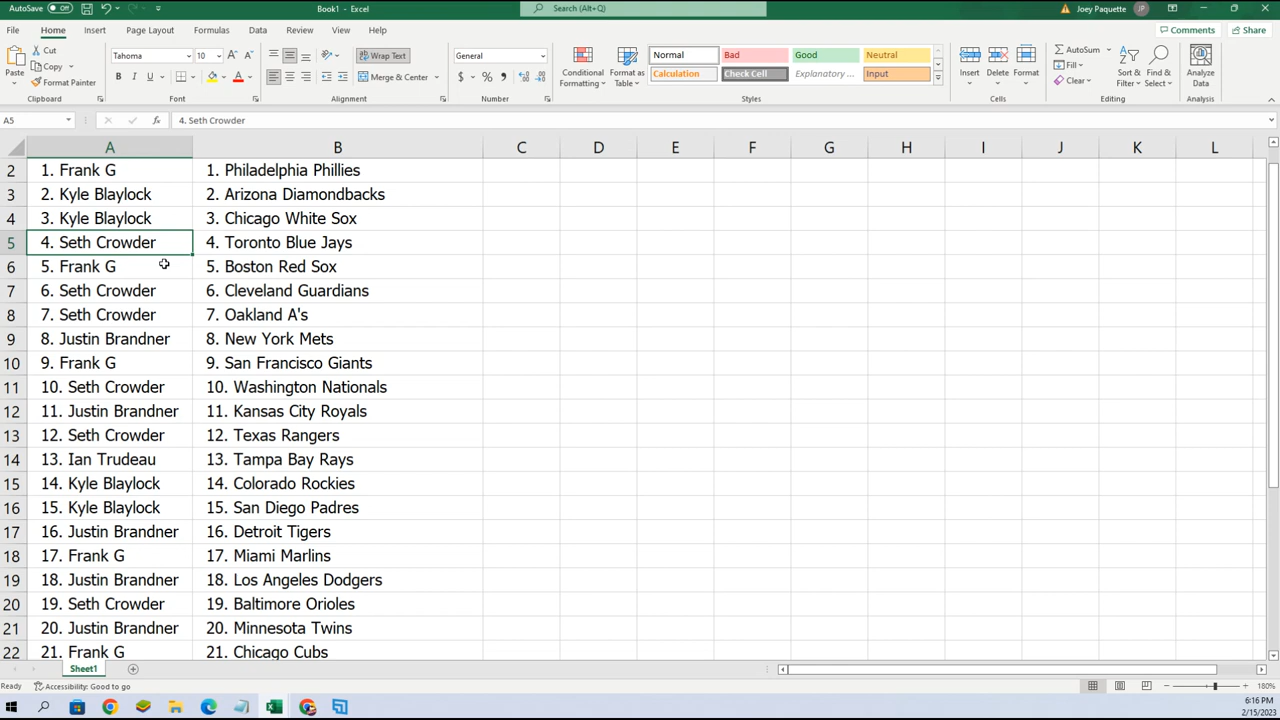 AutoSave Off Book1 - Excel Search (Alt+Q) Joey Paquette JP
File Home Insert Page Layout Formulas Data Review View Help Comments Share
Paste Cut Copy Format Painter Clipboard
Tahoma 10 B I U Font
Wrap Text Merge & Center Alignment
General $ % Number
Conditional Formatting Format as Table Normal Bad Good Neutral Calculation Check Cell Explanatory ... Input Styles
Insert Delete Format Cells
AutoSum Fill Clear Sort & Filter Find & Select Editing
Analyze Data Analysis
A5 fx 4. Seth Crowder
A B C D E F G H I J K L
2 1. Frank G 1. Philadelphia Phillies
3 2. Kyle Blaylock 2. Arizona Diamondbacks
4 3. Kyle Blaylock 3. Chicago White Sox
5 4. Seth Crowder 4. Toronto Blue Jays
6 5. Frank G 5. Boston Red Sox
7 6. Seth Crowder 6. Cleveland Guardians
8 7. Seth Crowder 7. Oakland A's
9 8. Justin Brandner 8. New York Mets
10 9. Frank G 9. San Francisco Giants
11 10. Seth Crowder 10. Washington Nationals
12 11. Justin Brandner 11. Kansas City Royals
13 12. Seth Crowder 12. Texas Rangers
14 13. Ian Trudeau 13. Tampa Bay Rays
15 14. Kyle Blaylock 14. Colorado Rockies
16 15. Kyle Blaylock 15. San Diego Padres
17 16. Justin Brandner 16. Detroit Tigers
18 17. Frank G 17. Miami Marlins
19 18. Justin Brandner 18. Los Angeles Dodgers
20 19. Seth Crowder 19. Baltimore Orioles
21 20. Justin Brandner 20. Minnesota Twins
22 21. Frank G 21. Chicago Cubs
Sheet1
Ready Accessibility: Good to go 180%
6:16 PM
2/15/2023